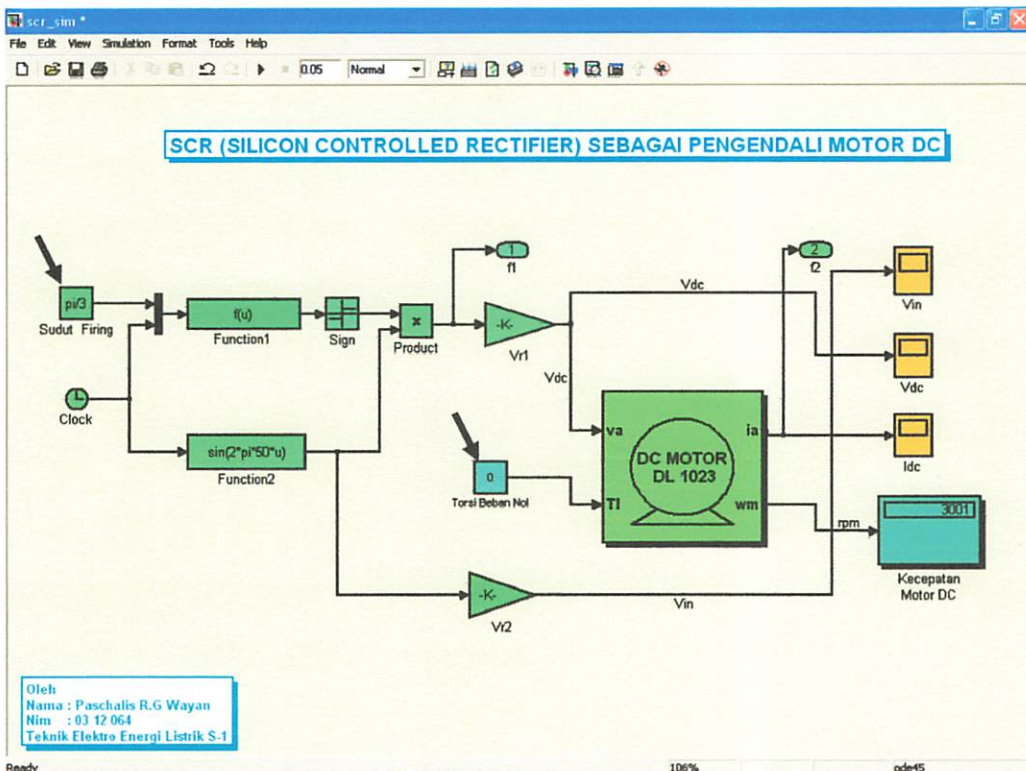 scr_sim *
File Edit View Simulation Format Tools Help
0.05 Normal
SCR (SILICON CONTROLLED RECTIFIER) SEBAGAI PENGENDALI MOTOR DC
1
f1
2
f2
Vin
pi/3
Sudut Firing
f(u)
Function1
Sign
x
Product
-K-
Vr1
Vdc
Vdc
Vdc
Clock
sin(2*pi*50*u)
Function2
0
Torsi Beban Nol
va
ia
DC MOTOR
DL 1023
Tl
wm
Idc
rpm
3001
Kecepatan
Motor DC
-K-
Vr2
Vin
Oleh
Nama : Paschalis R.G Wayan
Nim : 03 12 064
Teknik Elektro Energi Listrik S-1
Ready 106% ode45